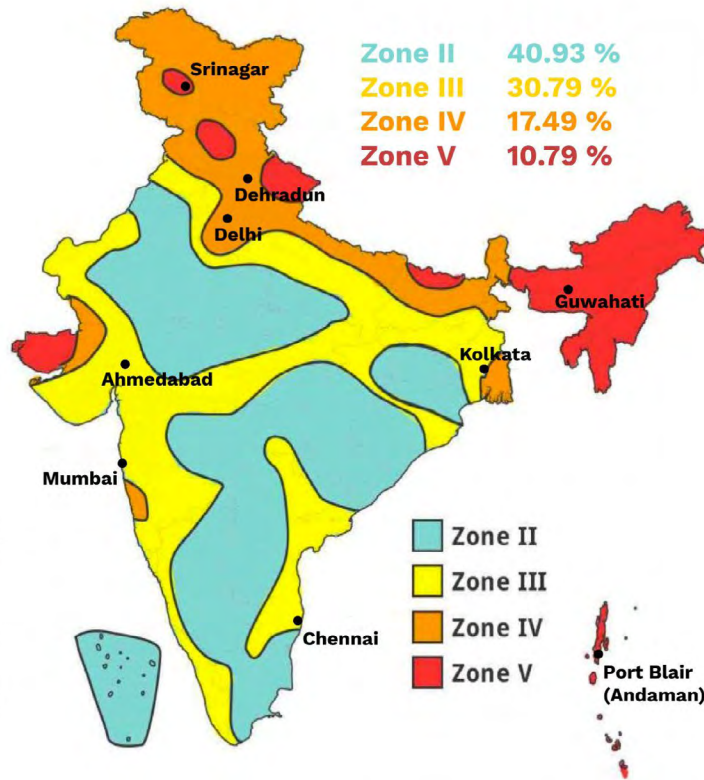 Zone II 40.93 %
Zone III 30.79 %
Zone IV 17.49 %
Zone V 10.79 %
Srinagar
Dehradun
Delhi
Guwahati
Kolkata
Ahmedabad
Mumbai
Chennai
Zone II
Zone III
Zone IV
Zone V
Port Blair
(Andaman)